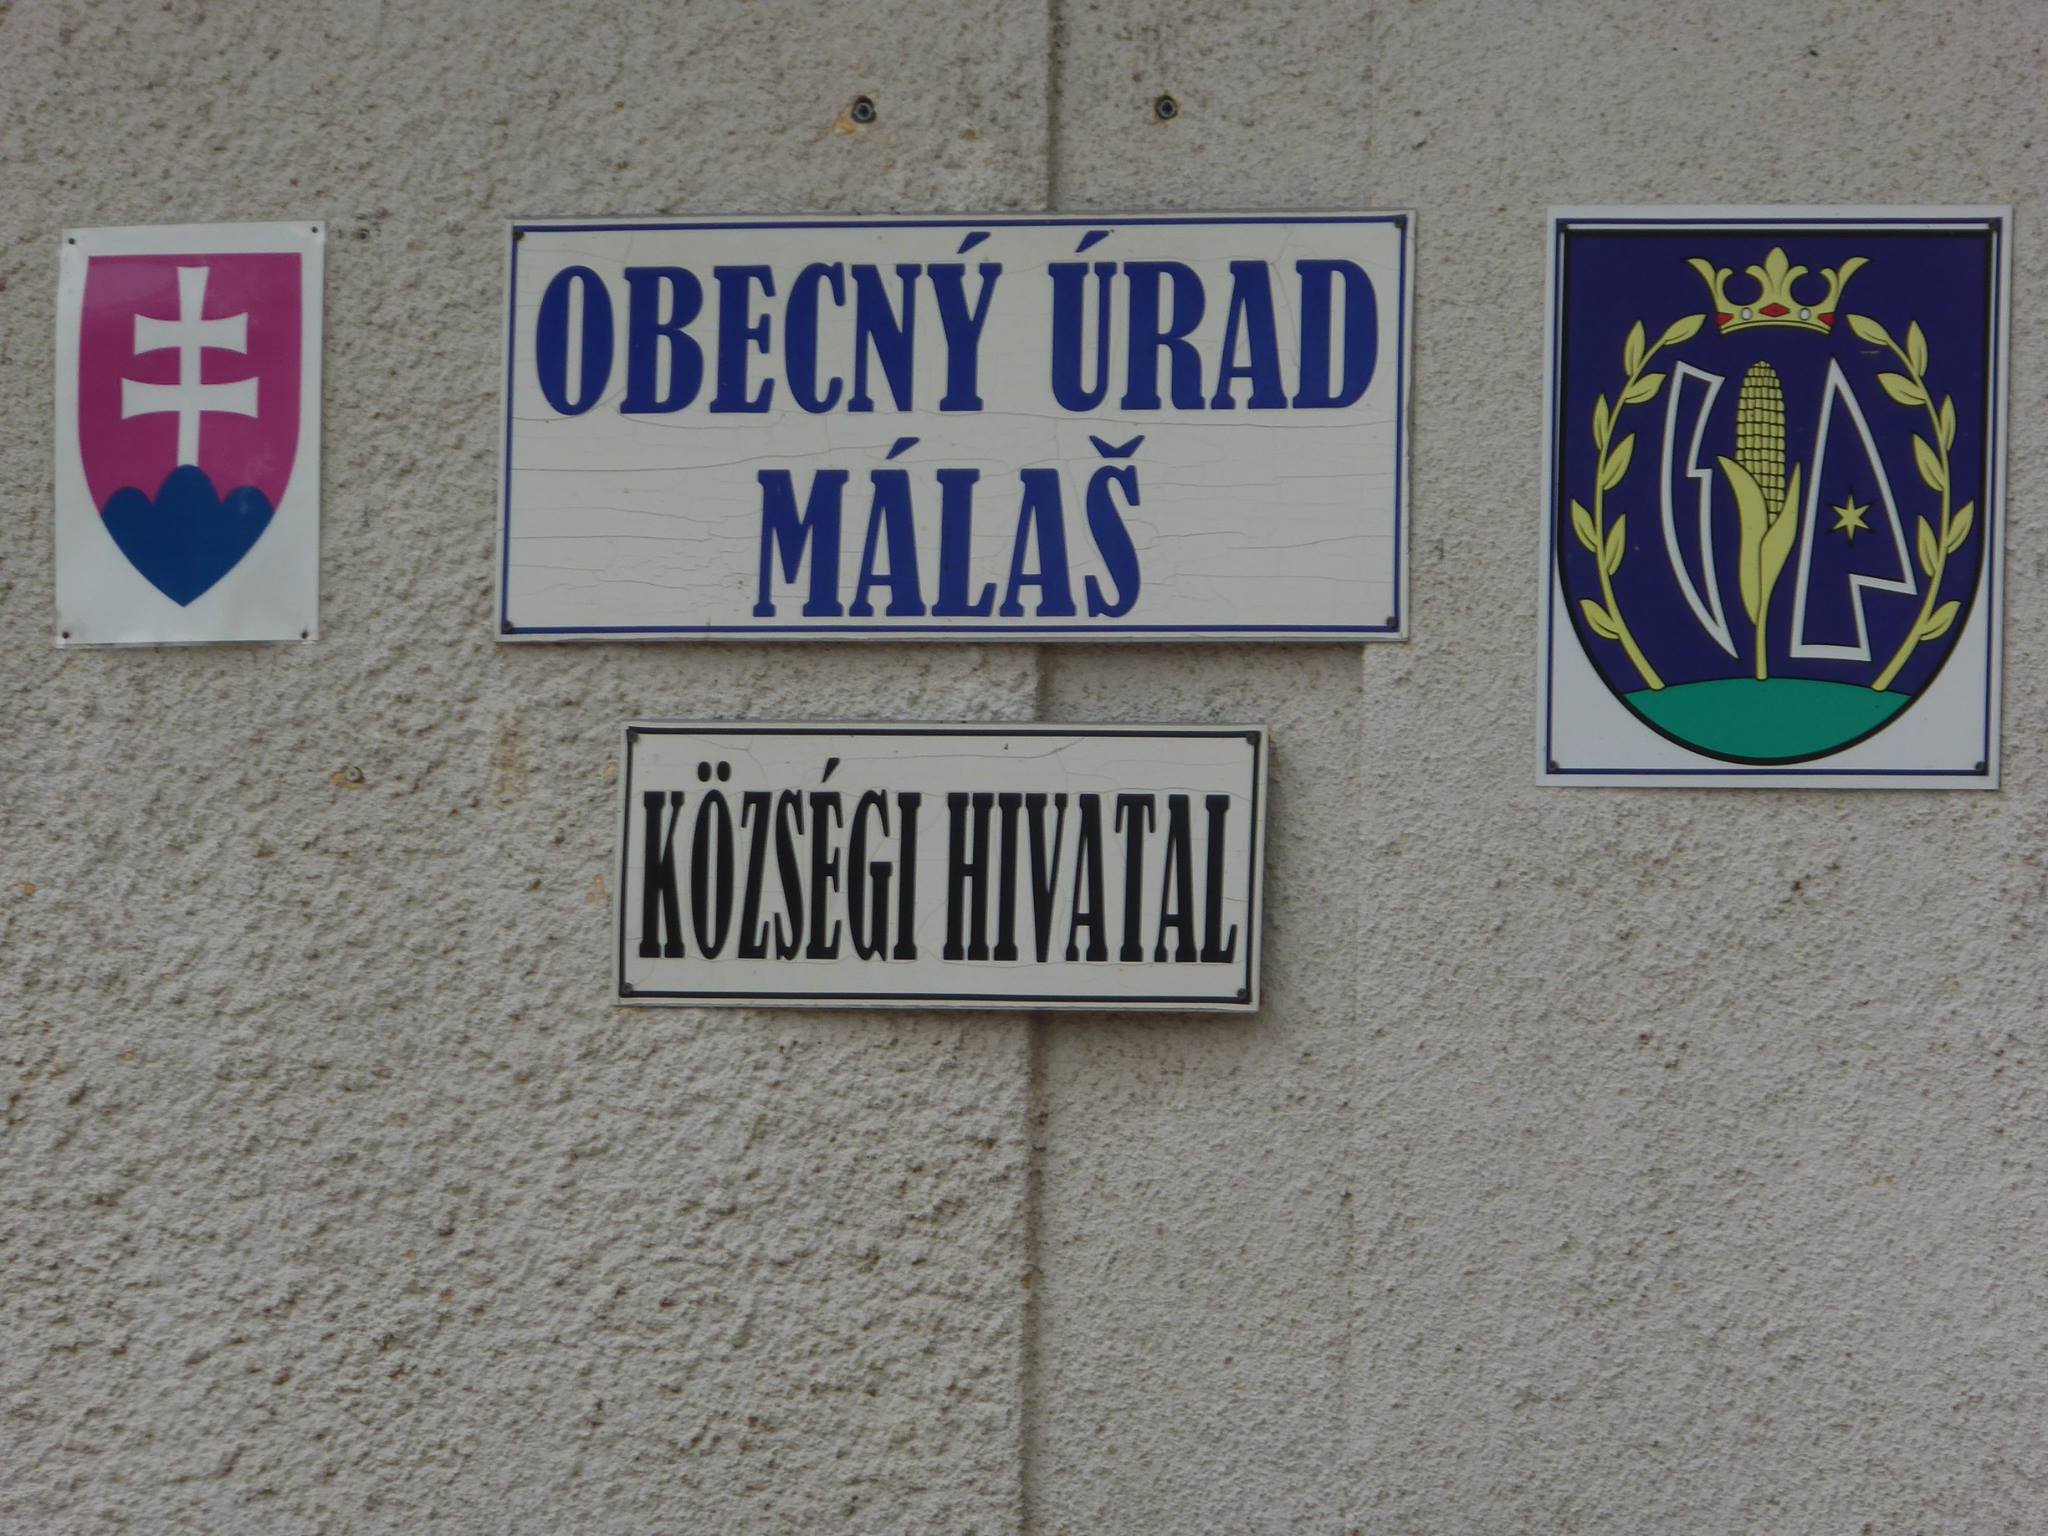 OBECNÝ ÚRAD
MÁLAŠ
KÖZSÉGI HIVATAL